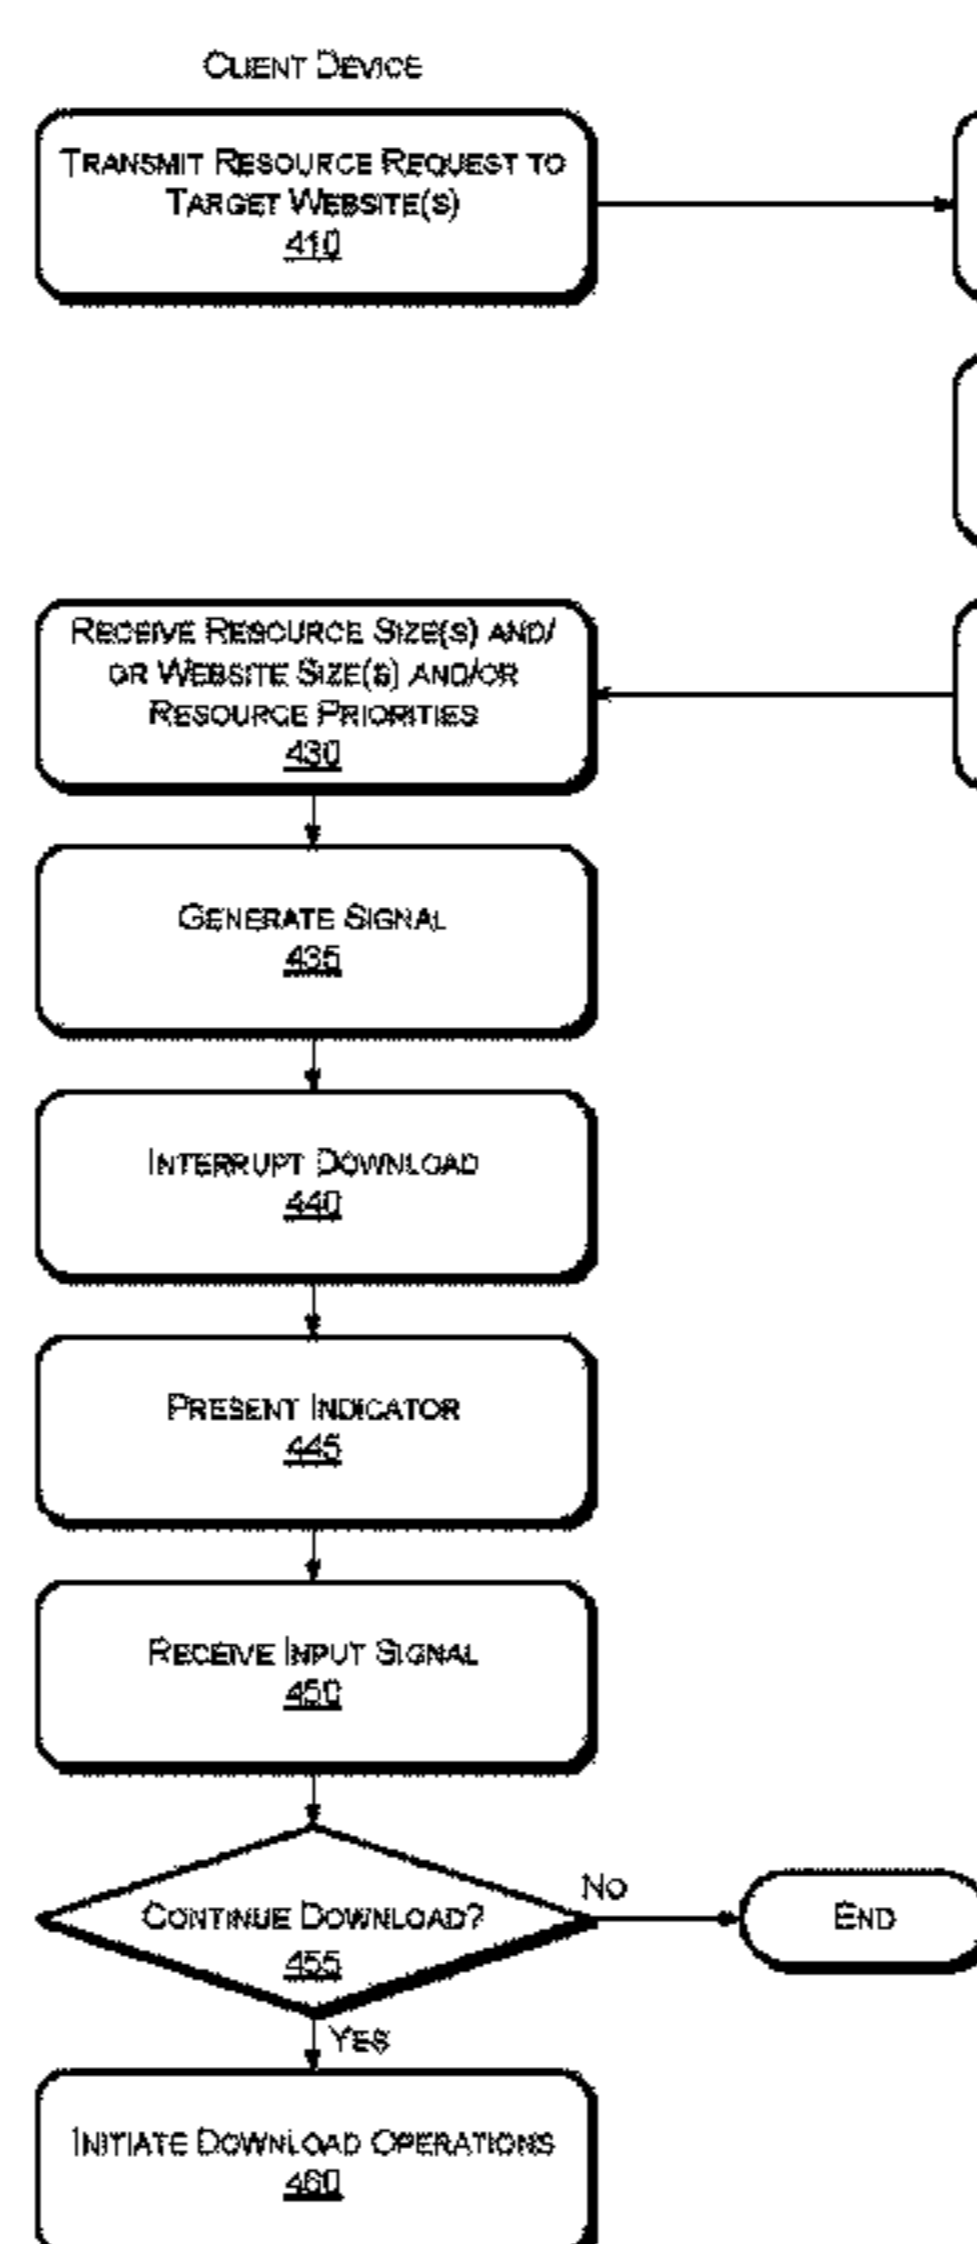 CLIENT DEVICE
TRANSMIT RESOURCE REQUEST TO
TARGET WEBSITE(S)
410
RECEIVE RESOURCE SIZE(S) AND/
OR WEBSITE SIZE(S) AND/OR
RESOURCE PRIORITIES
430
GENERATE SIGNAL
435
INTERRUPT DOWNLOAD
440
PRESENT INDICATOR
445
RECEIVE INPUT SIGNAL
450
CONTINUE DOWNLOAD?
455
NO
END
YES
INITIATE DOWNLOAD OPERATIONS
460